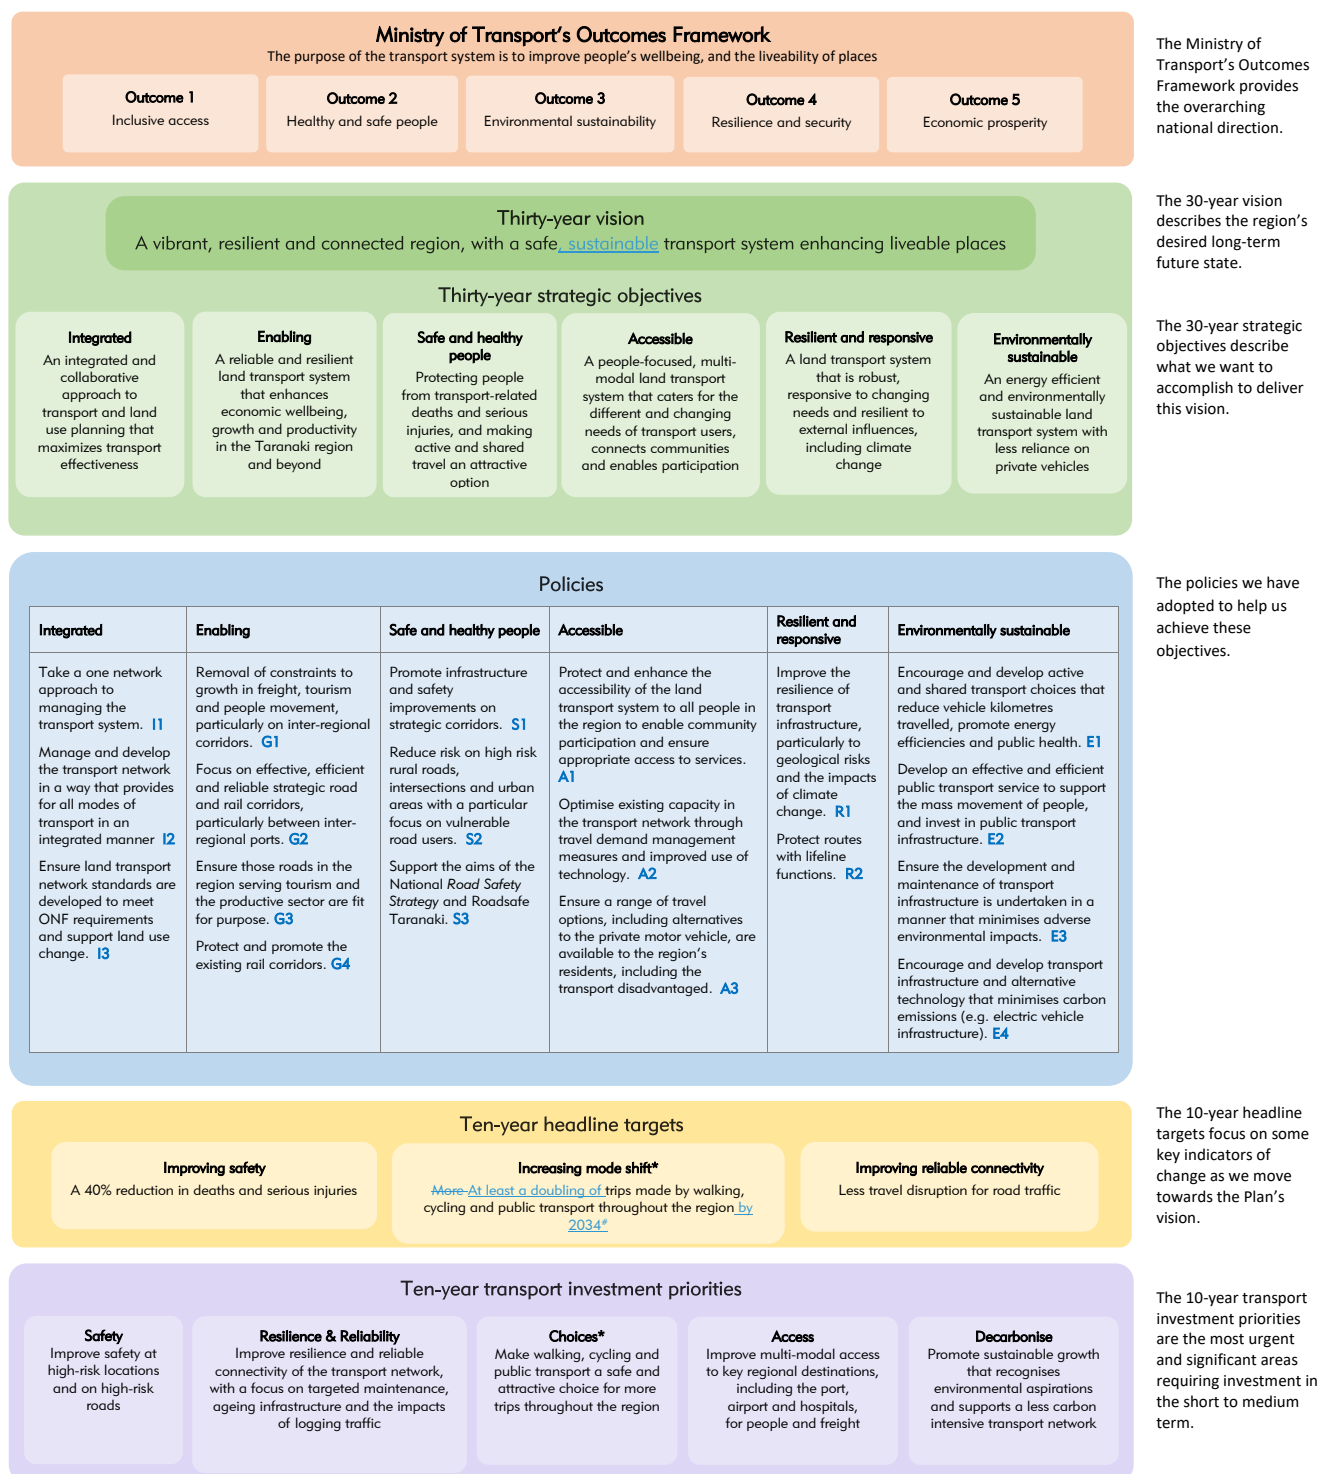 Ministry of Transport's Outcomes Framework
The purpose of the transport system is to improve people's wellbeing, and the liveability of places
Outcome 1
Inclusive access
Outcome 2
Healthy and safe people
Outcome 3
Environmental sustainability
Outcome 4
Resilience and security
Outcome 5
Economic prosperity
The Ministry of
Transport's Outcomes
Framework provides
the overarching
national direction.
Thirty-year vision
A vibrant, resilient and connected region, with a safe, sustainable transport system enhancing liveable places
The 30-year vision
describes the region's
desired long-term
future state.
Thirty-year strategic objectives
Integrated
An integrated and
collaborative
approach to
transport and land
use planning that
maximizes transport
effectiveness
Enabling
A reliable and resilient
land transport system
that enhances
economic wellbeing,
growth and productivity
in the Taranaki region
and beyond
Safe and healthy
people
Protecting people
from transport-related
deaths and serious
injuries, and making
active and shared
travel an attractive
option
Accessible
A people-focused, multi-
modal land transport
system that caters for the
different and changing
needs of transport users,
connects communities
and enables participation
Resilient and responsive
A land transport system
that is robust,
responsive to changing
needs and resilient to
external influences,
including climate
change
Environmentally
sustainable
An energy efficient
and environmentally
sustainable land
transport system with
less reliance on
private vehicles
The 30-year strategic
objectives describe
what we want to
accomplish to deliver
this vision.
Policies
Integrated
Take a one network
approach to
managing the
transport system. I1
Manage and develop
the transport network
in a way that provides
for all modes of
transport in an
integrated manner I2
Ensure land transport
network standards are
developed to meet
ONF requirements
and support land use
change. I3
Enabling
Removal of constraints to
growth in freight, tourism
and people movement,
particularly on inter-regional
corridors. G1
Focus on effective, efficient
and reliable strategic road
and rail corridors,
particularly between inter-
regional ports. G2
Ensure those roads in the
region serving tourism and
the productive sector are fit
for purpose. G3
Protect and promote the
existing rail corridors. G4
Safe and healthy people
Promote infrastructure
and safety
improvements on
strategic corridors. S1
Reduce risk on high risk
rural roads,
intersections and urban
areas with a particular
focus on vulnerable
road users. S2
Support the aims of the
National Road Safety
Strategy and Roadsafe
Taranaki. S3
Accessible
Protect and enhance the
accessibility of the land
transport system to all people in
the region to enable community
participation and ensure
appropriate access to services.
A1
Optimise existing capacity in
the transport network through
travel demand management
measures and improved use of
technology. A2
Ensure a range of travel
options, including alternatives
to the private motor vehicle, are
available to the region's
residents, including the
transport disadvantaged. A3
Resilient and
responsive
Improve the
resilience of
transport
infrastructure,
particularly to
geological risks
and the impacts
of climate
change. R1
Protect routes
with lifeline
functions. R2
Environmentally sustainable
Encourage and develop active
and shared transport choices that
reduce vehicle kilometres
travelled, promote energy
efficiencies and public health. E1
Develop an effective and efficient
public transport service to support
the mass movement of people,
and invest in public transport
infrastructure. E2
Ensure the development and
maintenance of transport
infrastructure is undertaken in a
manner that minimises adverse
environmental impacts. E3
Encourage and develop transport
infrastructure and alternative
technology that minimises carbon
emissions (e.g. electric vehicle
infrastructure). E4
The policies we have
adopted to help us
achieve these
objectives.
Ten-year headline targets
Improving safety
A 40% reduction in deaths and serious injuries
Increasing mode shift*
More At least a doubling of trips made by walking,
cycling and public transport throughout the region by
2034#
Improving reliable connectivity
Less travel disruption for road traffic
The 10-year headline
targets focus on some
key indicators of
change as we move
towards the Plan's
vision.
Ten-year transport investment priorities
Safety
Improve safety at
high-risk locations
and on high-risk
roads
Resilience & Reliability
Improve resilience and reliable
connectivity of the transport network,
with a focus on targeted maintenance,
ageing infrastructure and the impacts
of logging traffic
Choices*
Make walking, cycling and
public transport a safe and
attractive choice for more
trips throughout the region
Access
Improve multi-modal access
to key regional destinations,
including the port,
airport and hospitals,
for people and freight
Decarbonise
Promote sustainable growth
that recognises
environmental aspirations
and supports a less carbon
intensive transport network
The 10-year transport
investment priorities
are the most urgent
and significant areas
requiring investment in
the short to medium
term.